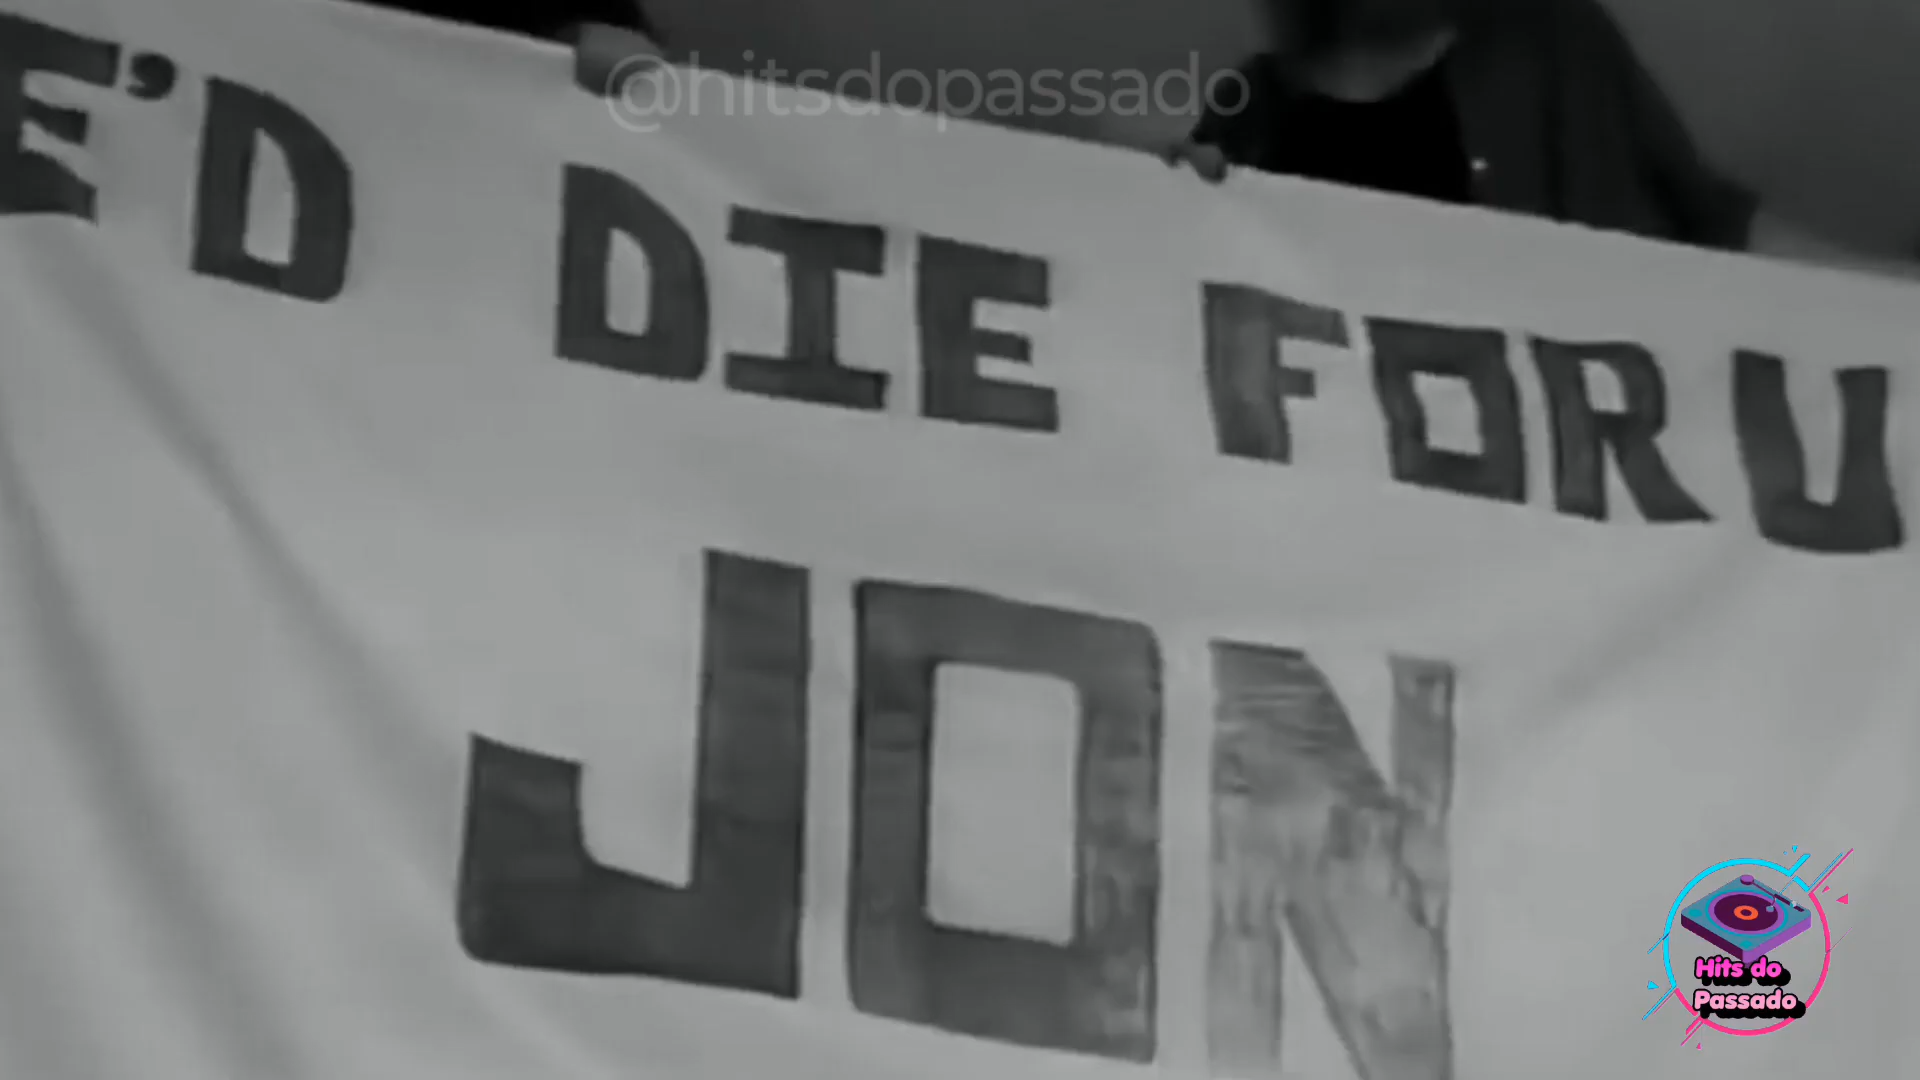 @hitsdopassado
E'D DIE FOR U
JON
Hits do
Passado